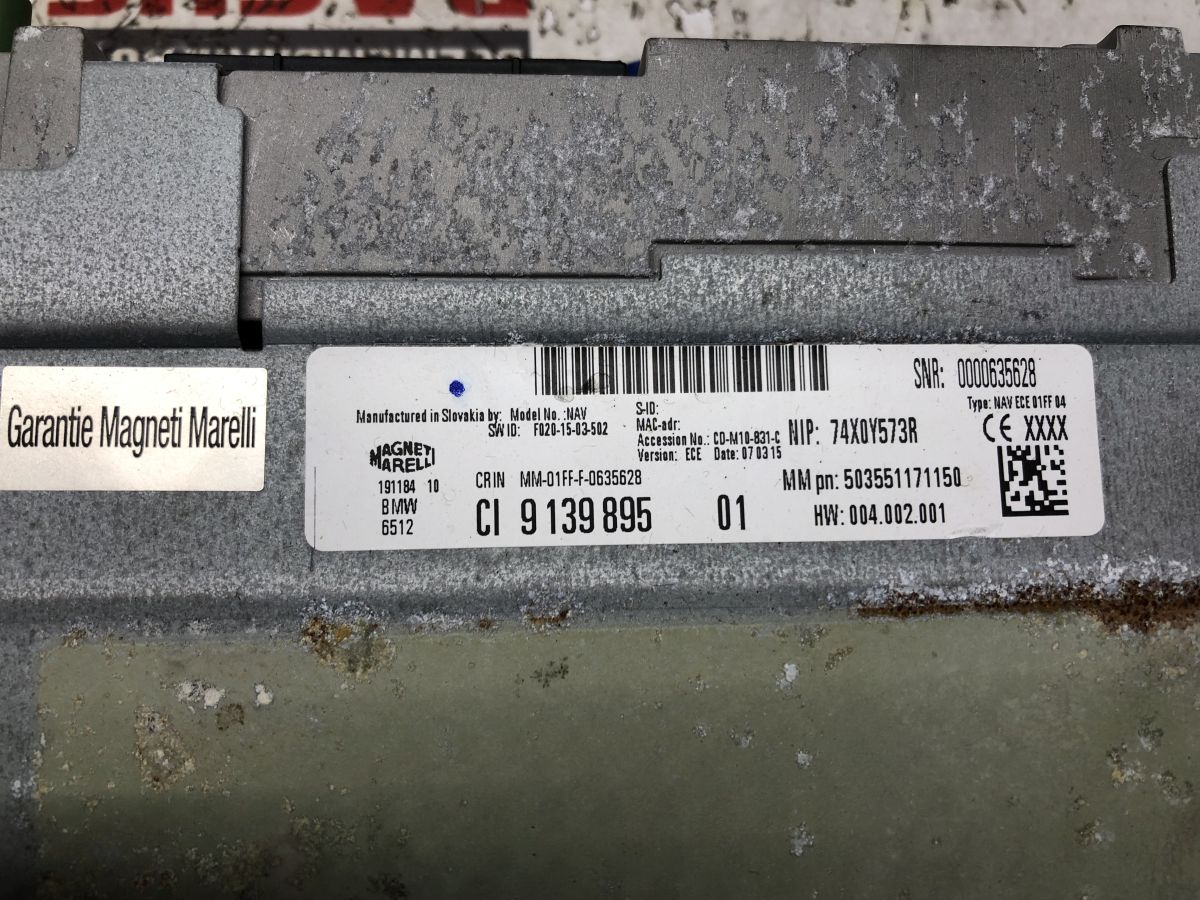 Garantie Magneti Marelli
SNR: 0000635628
Manufactured in Slovakia by: Model No.: NAV
SW ID: F020-15-03-502
S-ID:
MAC-adr:
Accession No.: CD-M10-831-C
Version: ECE Date: 07 03 15
NIP: 74X0Y573R
Type: NAV ECE 01FF 04
CE XXXX
MAGNETI
MARELLI
191184 10
BMW
6512
CRIN MM-01FF-F-0635628
CI 9 139 895 01
MM pn: 503551171150
HW: 004.002.001